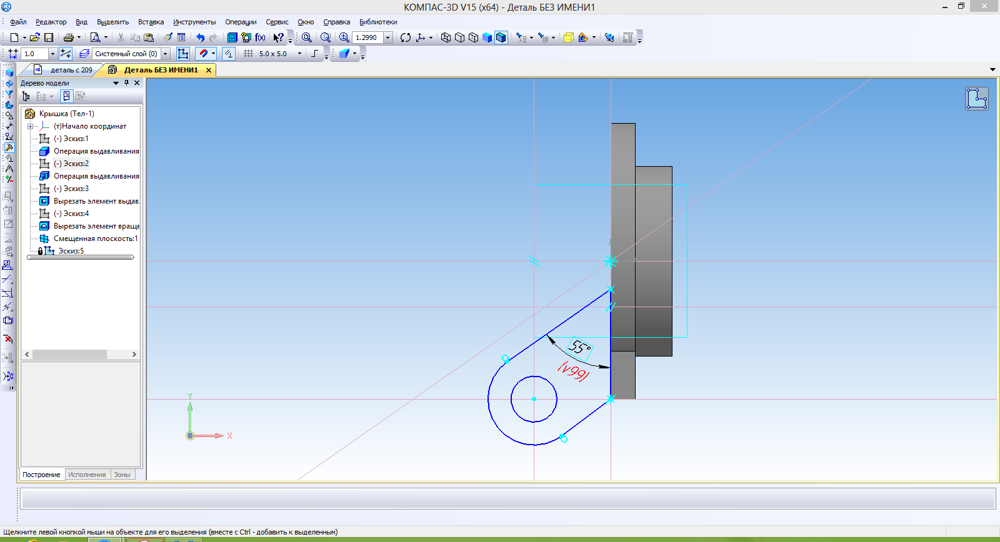 КОМПАС-3D V15 (x64) - Деталь БЕЗ ИМЕНИ1
Файл Редактор Вид Выделить Вставка Инструменты Операции Сервис Окно Справка Библиотеки
f(x) 1.2990
1.0 Системный слой (0) 5.0 x 5.0
деталь с 209 Деталь БЕЗ ИМЕНИ1
Дерево модели
Крышка (Тел-1)
(т)Начало координат
(-) Эскиз:1
Операция выдавливания
(-) Эскиз:2
Операция выдавливания
(-) Эскиз:3
Вырезать элемент выдав
(-) Эскиз:4
Вырезать элемент враще
Смещенная плоскость:1
Эскиз:5
55°
(v99)
Y
X
Построение Исполнения Зоны
Щелкните левой кнопкой мыши на объекте для его выделения (вместе с Ctrl - добавить к выделенным)